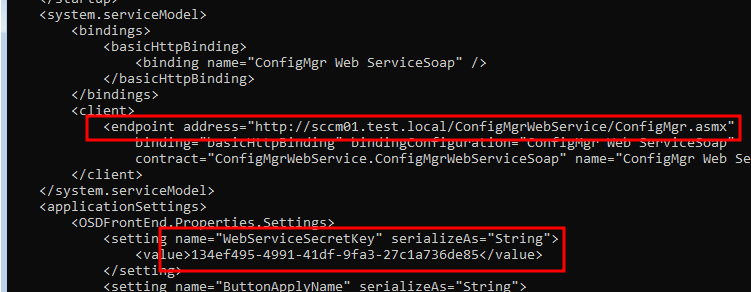 <system.serviceModel>
<bindings>
<basicHttpBinding>
<binding name="ConfigMgr Web ServiceSoap" />
</basicHttpBinding>
</bindings>
<client>
<endpoint address="http://sccm01.test.local/ConfigMgrWebService/ConfigMgr.asmx"
binding="basicHttpBinding" bindingConfiguration="ConfigMgr Web ServiceSoap"
contract="ConfigMgrWebService.ConfigMgrWebServiceSoap" name="ConfigMgr Web Se
</client>
</system.serviceModel>
<applicationSettings>
<OSDFrontEnd.Properties.Settings>
<setting name="WebServiceSecretKey" serializeAs="String">
<value>134ef495-4991-41df-9fa3-27c1a736de85</value>
</setting>
<setting name="ButtonApplyName" serializeAs="String">